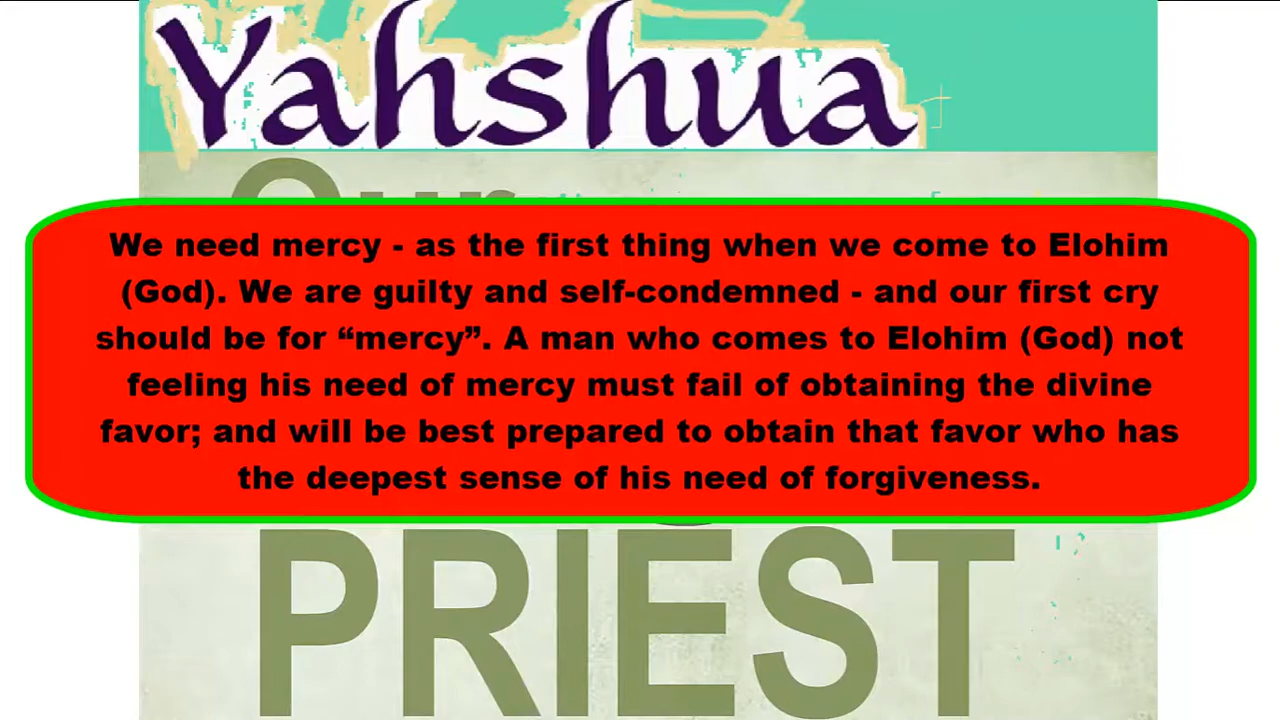 Yahshua
Our
We need mercy - as the first thing when we come to Elohim
(God). We are guilty and self-condemned - and our first cry
should be for “mercy”. A man who comes to Elohim (God) not
feeling his need of mercy must fail of obtaining the divine
favor; and will be best prepared to obtain that favor who has
the deepest sense of his need of forgiveness.
PRIEST